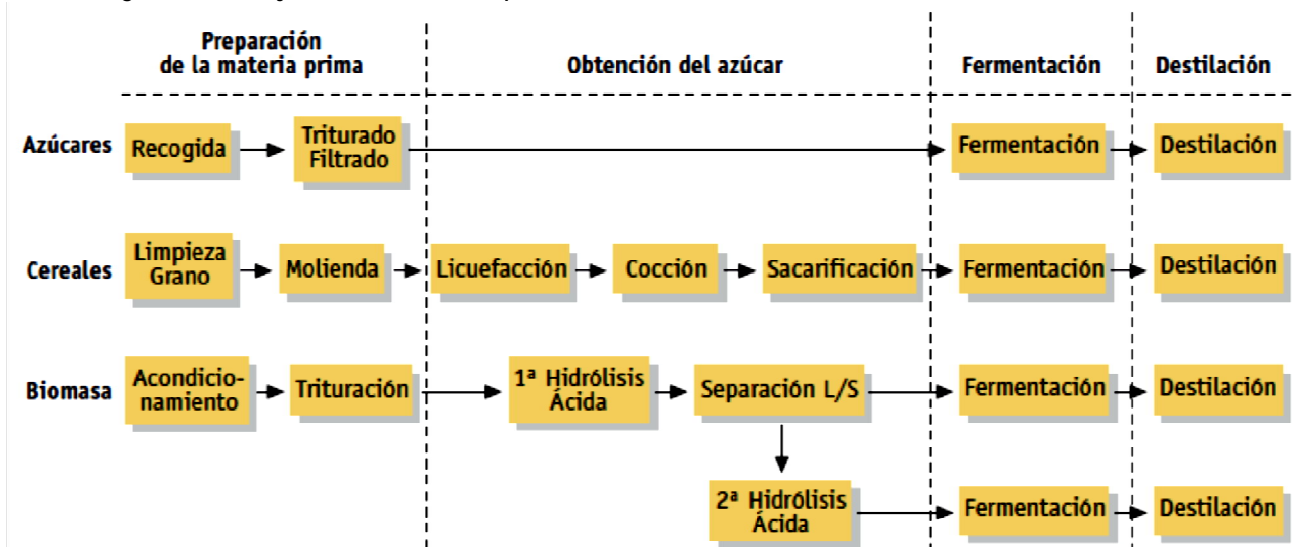 Preparación
de la materia prima
Obtención del azúcar
Fermentación
Destilación
Azúcares
Recogida
Triturado
Filtrado
Fermentación
Destilación
Cereales
Limpieza
Grano
Molienda
Licuefacción
Cocción
Sacarificación
Fermentación
Destilación
Biomasa
Acondicio-
namiento
Trituración
1ª Hidrólisis
Ácida
Separación L/S
Fermentación
Destilación
2ª Hidrólisis
Ácida
Fermentación
Destilación